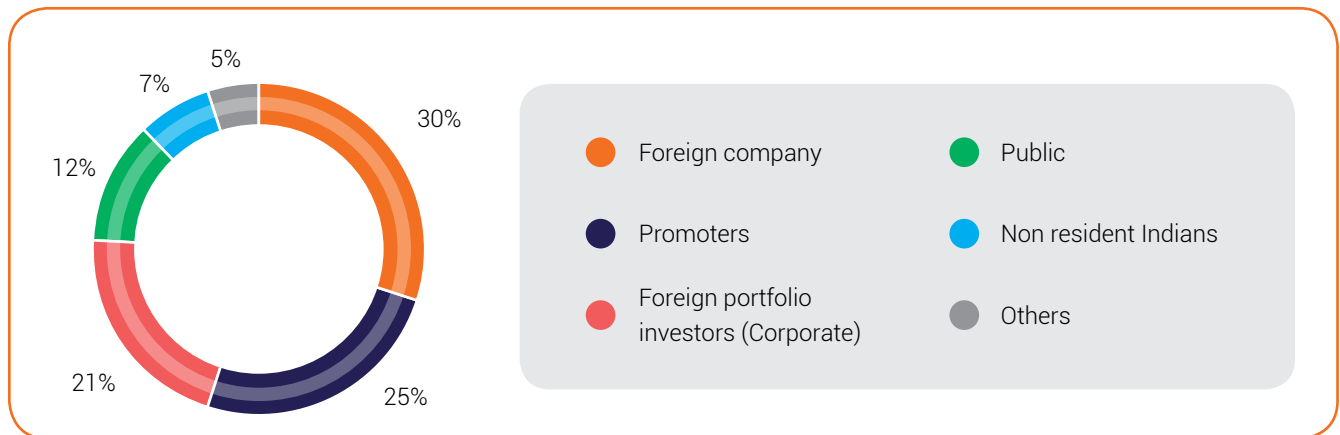 5%
7%
30%
12%
21%
25%
Foreign company
Promoters
Foreign portfolio
investors (Corporate)
Public
Non resident Indians
Others